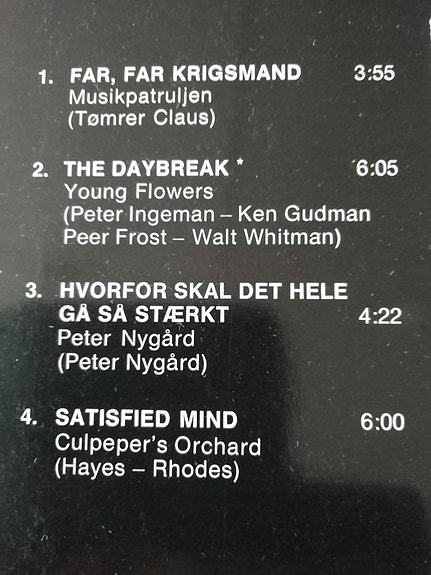 1. FAR, FAR KRIGSMAND 3:55
Musikpatruljen
(Tømrer Claus)
2. THE DAYBREAK * 6:05
Young Flowers
(Peter Ingeman – Ken Gudman
Peer Frost – Walt Whitman)
3. HVORFOR SKAL DET HELE
GÅ SÅ STÆRKT 4:22
Peter Nygård
(Peter Nygård)
4. SATISFIED MIND 6:00
Culpeper's Orchard
(Hayes – Rhodes)